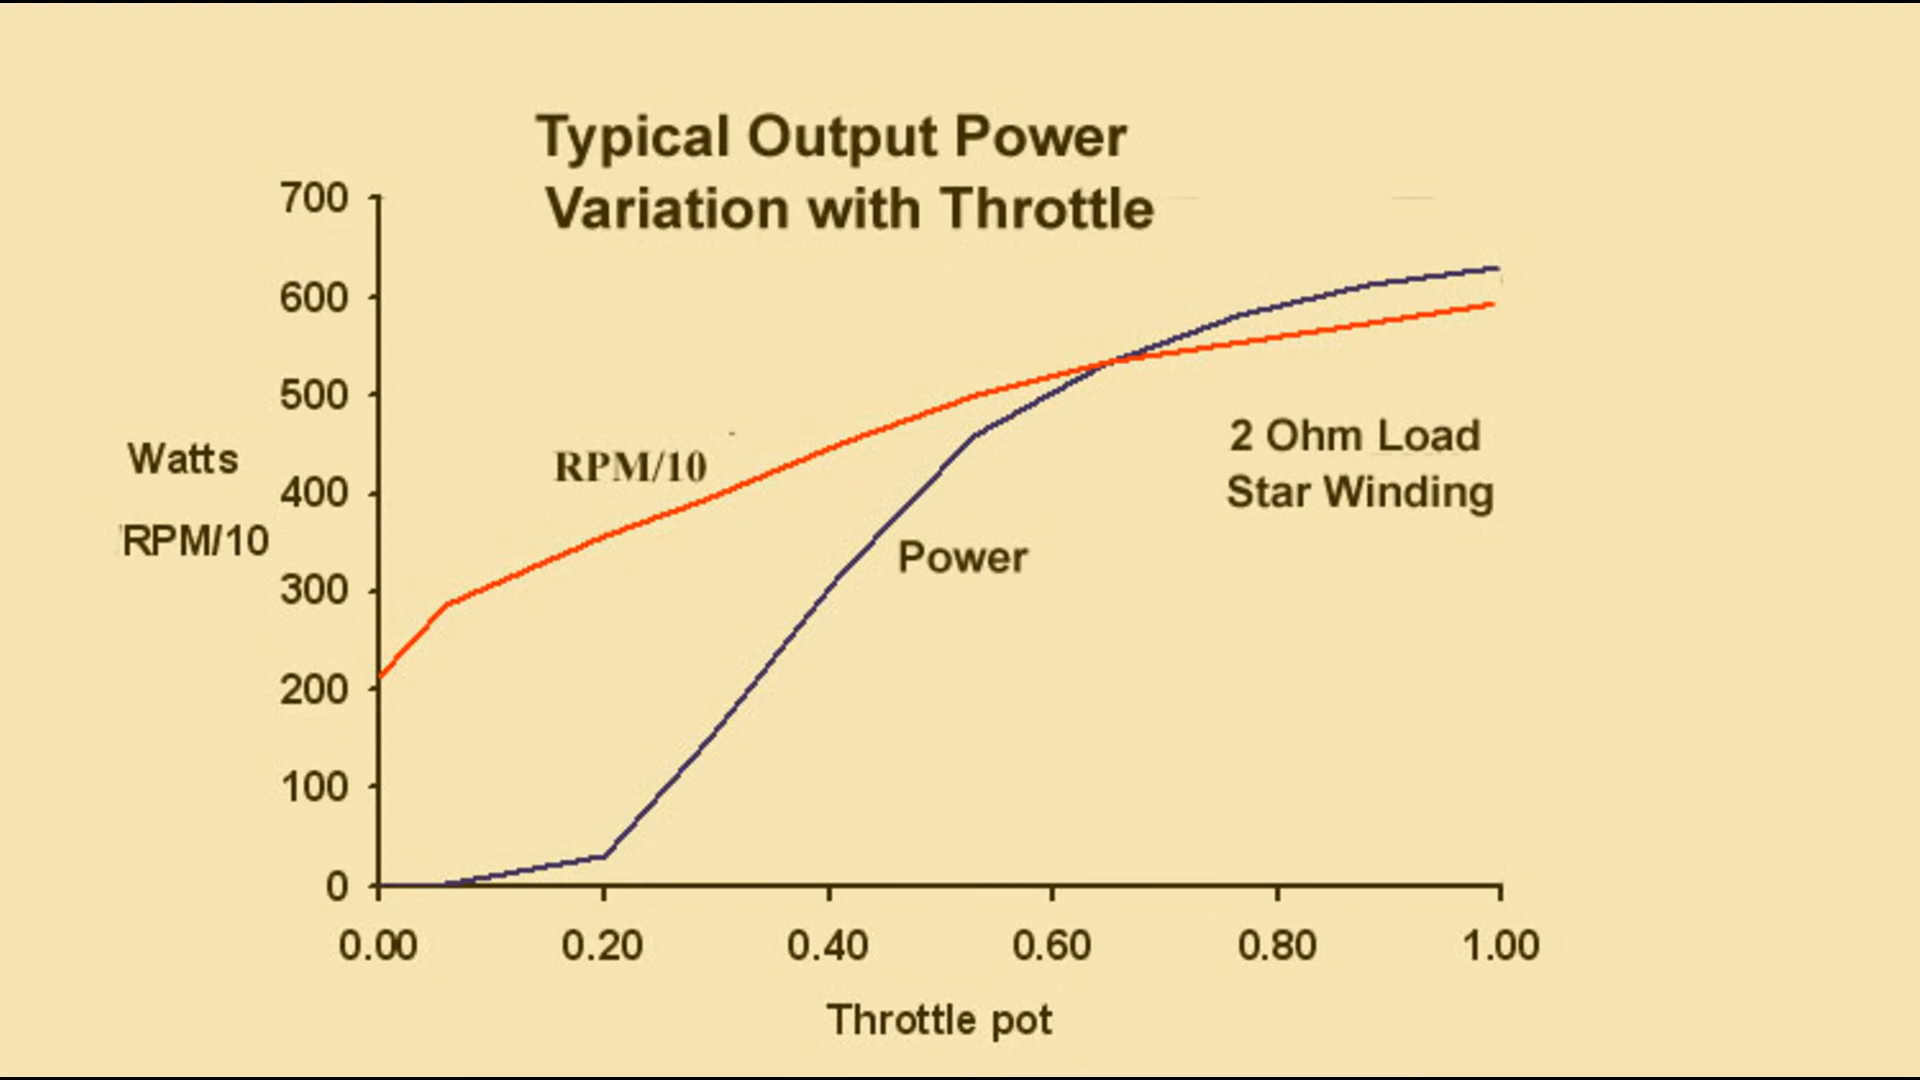 Typical Output Power
Variation with Throttle
700
600
500
400
300
200
100
0
Watts
RPM/10
RPM/10
Power
2 Ohm Load
Star Winding
0.00 0.20 0.40 0.60 0.80 1.00
Throttle pot